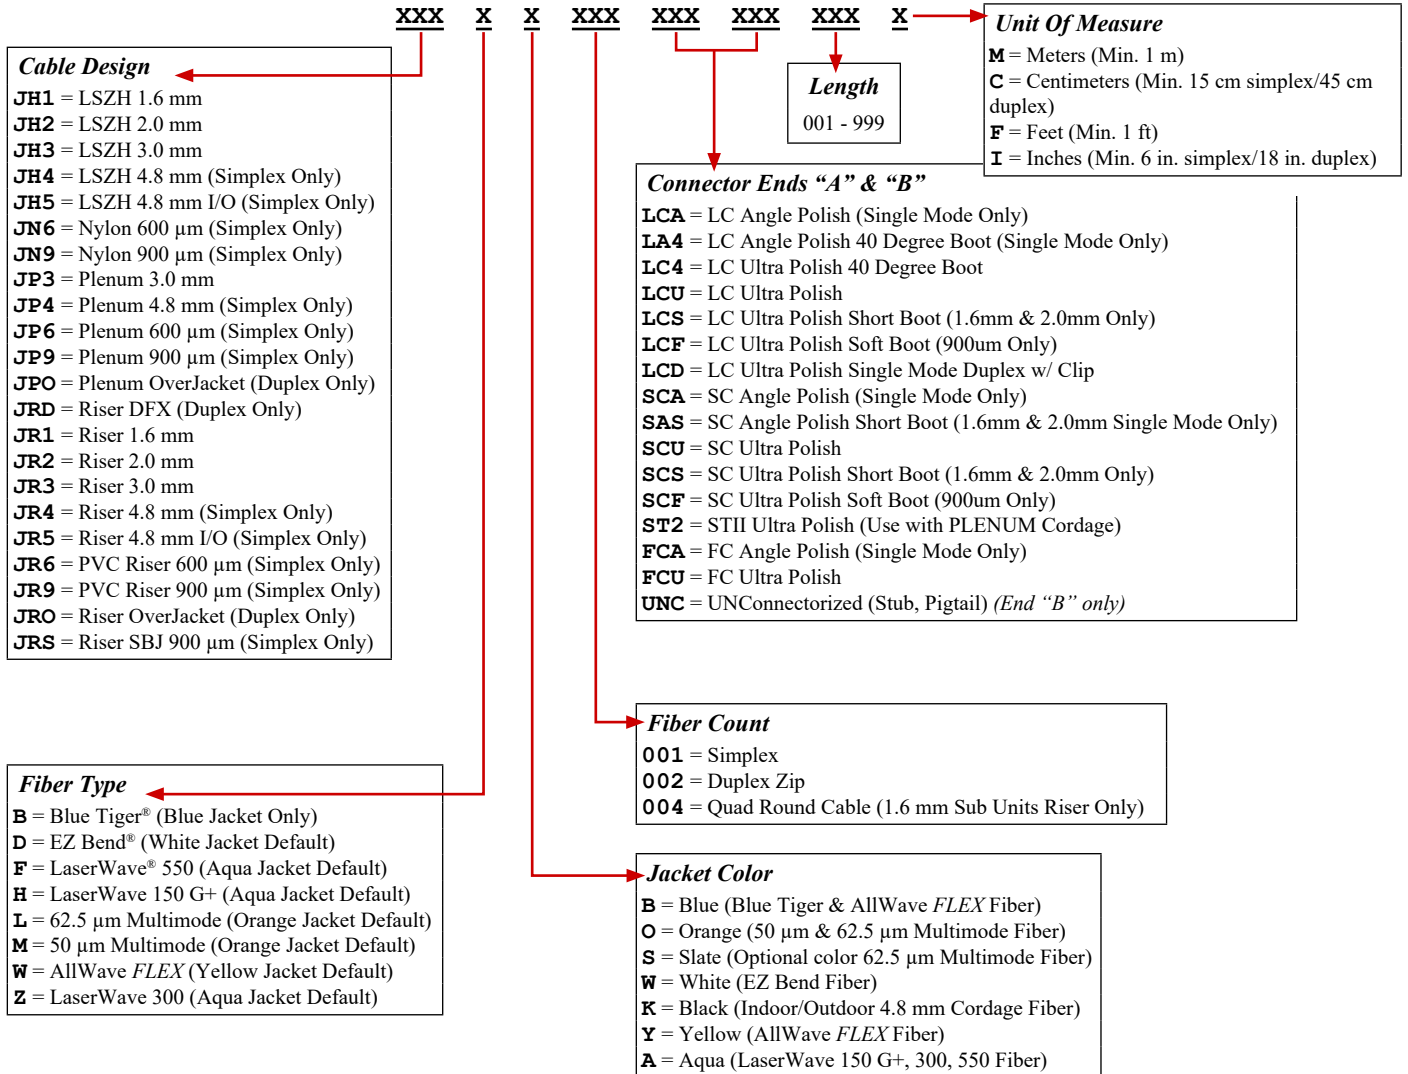 XXX X X XXX XXX XXX XXX X
Unit Of Measure
M = Meters (Min. 1 m)
C = Centimeters (Min. 15 cm simplex/45 cm
duplex)
F = Feet (Min. 1 ft)
I = Inches (Min. 6 in. simplex/18 in. duplex)
Length
001 - 999
Cable Design
JH1 = LSZH 1.6 mm
JH2 = LSZH 2.0 mm
JH3 = LSZH 3.0 mm
JH4 = LSZH 4.8 mm (Simplex Only)
JH5 = LSZH 4.8 mm I/O (Simplex Only)
JN6 = Nylon 600 µm (Simplex Only)
JN9 = Nylon 900 µm (Simplex Only)
JP3 = Plenum 3.0 mm
JP4 = Plenum 4.8 mm (Simplex Only)
JP6 = Plenum 600 µm (Simplex Only)
JP9 = Plenum 900 µm (Simplex Only)
JPO = Plenum OverJacket (Duplex Only)
JRD = Riser DFX (Duplex Only)
JR1 = Riser 1.6 mm
JR2 = Riser 2.0 mm
JR3 = Riser 3.0 mm
JR4 = Riser 4.8 mm (Simplex Only)
JR5 = Riser 4.8 mm I/O (Simplex Only)
JR6 = PVC Riser 600 µm (Simplex Only)
JR9 = PVC Riser 900 µm (Simplex Only)
JRO = Riser OverJacket (Duplex Only)
JRS = Riser SBJ 900 µm (Simplex Only)
Connector Ends “A” & “B”
LCA = LC Angle Polish (Single Mode Only)
LA4 = LC Angle Polish 40 Degree Boot (Single Mode Only)
LC4 = LC Ultra Polish 40 Degree Boot
LCU = LC Ultra Polish
LCS = LC Ultra Polish Short Boot (1.6mm & 2.0mm Only)
LCF = LC Ultra Polish Soft Boot (900um Only)
LCD = LC Ultra Polish Single Mode Duplex w/ Clip
SCA = SC Angle Polish (Single Mode Only)
SAS = SC Angle Polish Short Boot (1.6mm & 2.0mm Single Mode Only)
SCU = SC Ultra Polish
SCS = SC Ultra Polish Short Boot (1.6mm & 2.0mm Only)
SCF = SC Ultra Polish Soft Boot (900um Only)
ST2 = STII Ultra Polish (Use with PLENUM Cordage)
FCA = FC Angle Polish (Single Mode Only)
FCU = FC Ultra Polish
UNC = UNConnectorized (Stub, Pigtail) (End “B” only)
Fiber Count
001 = Simplex
002 = Duplex Zip
004 = Quad Round Cable (1.6 mm Sub Units Riser Only)
Fiber Type
B = Blue Tiger® (Blue Jacket Only)
D = EZ Bend® (White Jacket Default)
F = LaserWave® 550 (Aqua Jacket Default)
H = LaserWave 150 G+ (Aqua Jacket Default)
L = 62.5 µm Multimode (Orange Jacket Default)
M = 50 µm Multimode (Orange Jacket Default)
W = AllWave FLEX (Yellow Jacket Default)
Z = LaserWave 300 (Aqua Jacket Default)
Jacket Color
B = Blue (Blue Tiger & AllWave FLEX Fiber)
O = Orange (50 µm & 62.5 µm Multimode Fiber)
S = Slate (Optional color 62.5 µm Multimode Fiber)
W = White (EZ Bend Fiber)
K = Black (Indoor/Outdoor 4.8 mm Cordage Fiber)
Y = Yellow (AllWave FLEX Fiber)
A = Aqua (LaserWave 150 G+, 300, 550 Fiber)